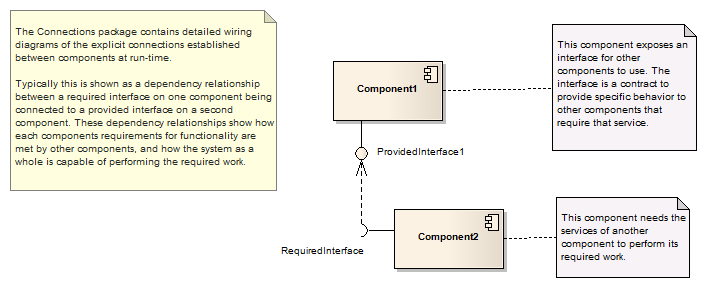 The Connections package contains detailed wiring
diagrams of the explicit connections established
between components at run-time.
Typically this is shown as a dependency relationship
between a required interface on one component being
connected to a provided interface on a second
component. These dependency relationships show how
each components requirements for functionality are
met by other components, and how the system as a
whole is capable of performing the required work.
Component1
This component exposes an
interface for other
components to use. The
interface is a contract to
provide specific behavior to
other components that
require that service.
ProvidedInterface1
RequiredInterface
Component2
This component needs the
services of another
component to perform its
required work.